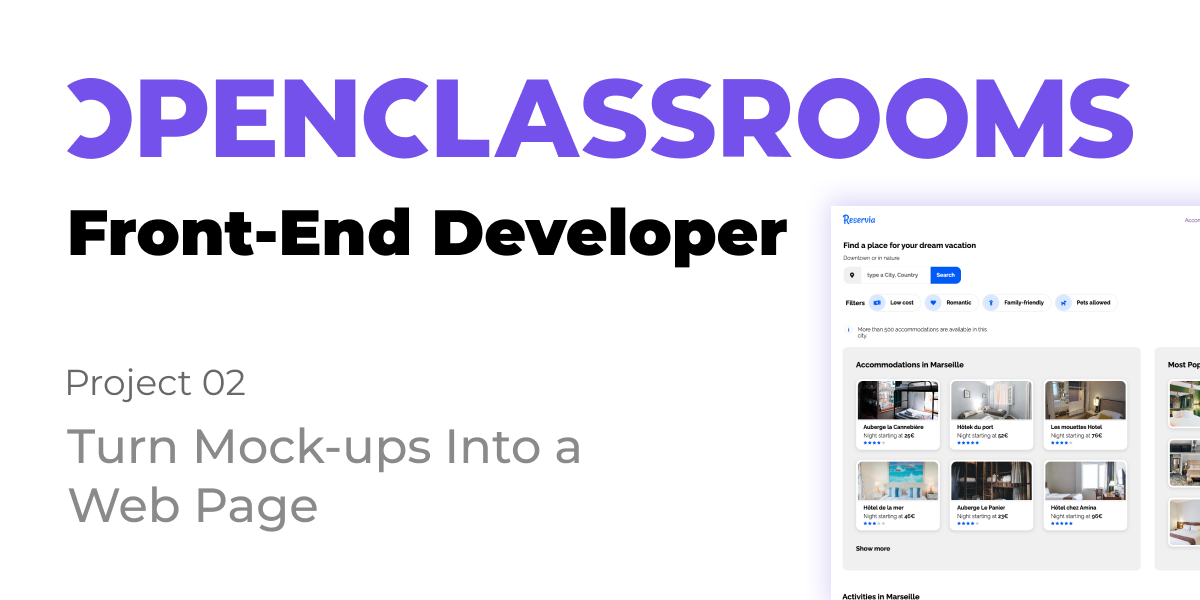 OPENCLASSROOMS
Front-End Developer
Project 02
Turn Mock-ups Into a
Web Page
Reservia
Accom
Find a place for your dream vacation
Downtown or in nature
type a City, Country
Search
Filters
Low cost
Romantic
Family-friendly
Pets allowed
More than 500 accommodations are available in this
city.
Accommodations in Marseille
Auberge la Cannebière
Night starting at 25€
Hôtek du port
Night starting at 52€
Les mouettes Hotel
Night starting at 76€
Hôtel de la mer
Night starting at 46€
Auberge Le Panier
Night starting at 23€
Hôtel chez Amina
Night starting at 96€
Show more
Most Pop
Activities in Marseille